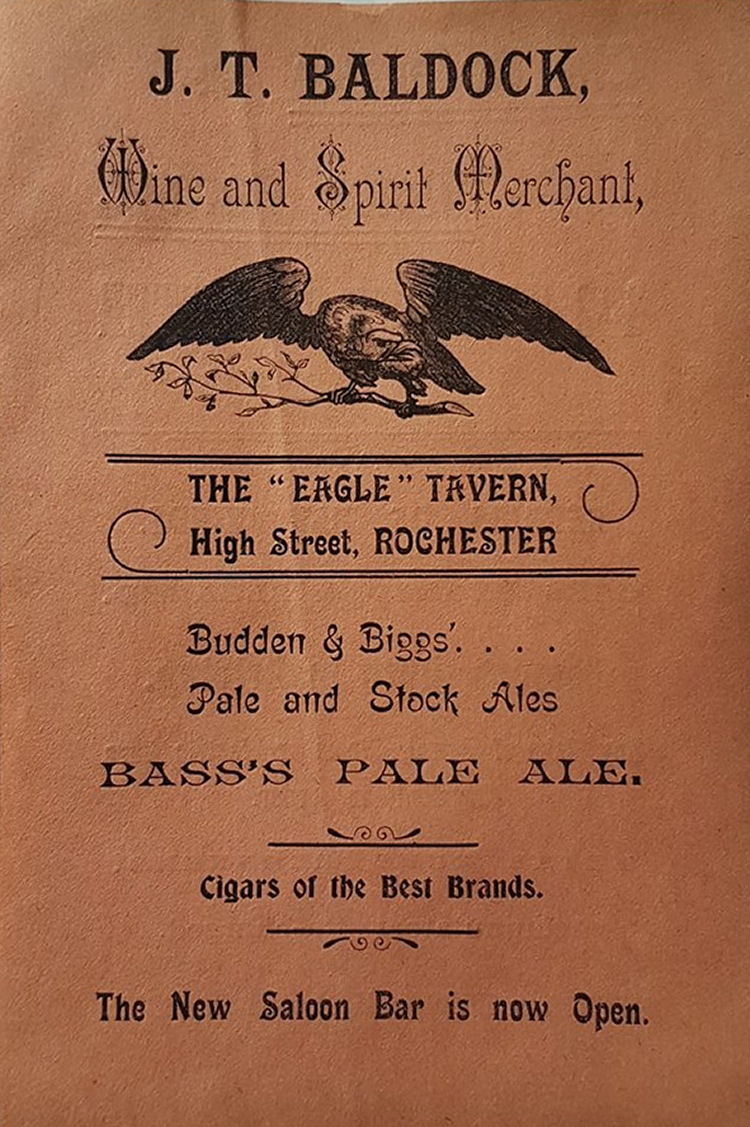 J. T. BALDOCK,
Wine and Spirit Merchant,
THE "EAGLE" TAVERN,
High Street, ROCHESTER
Budden & Biggs'. . . .
Pale and Stock Ales
BASS'S PALE ALE.
Cigars of the Best Brands.
The New Saloon Bar is now Open.